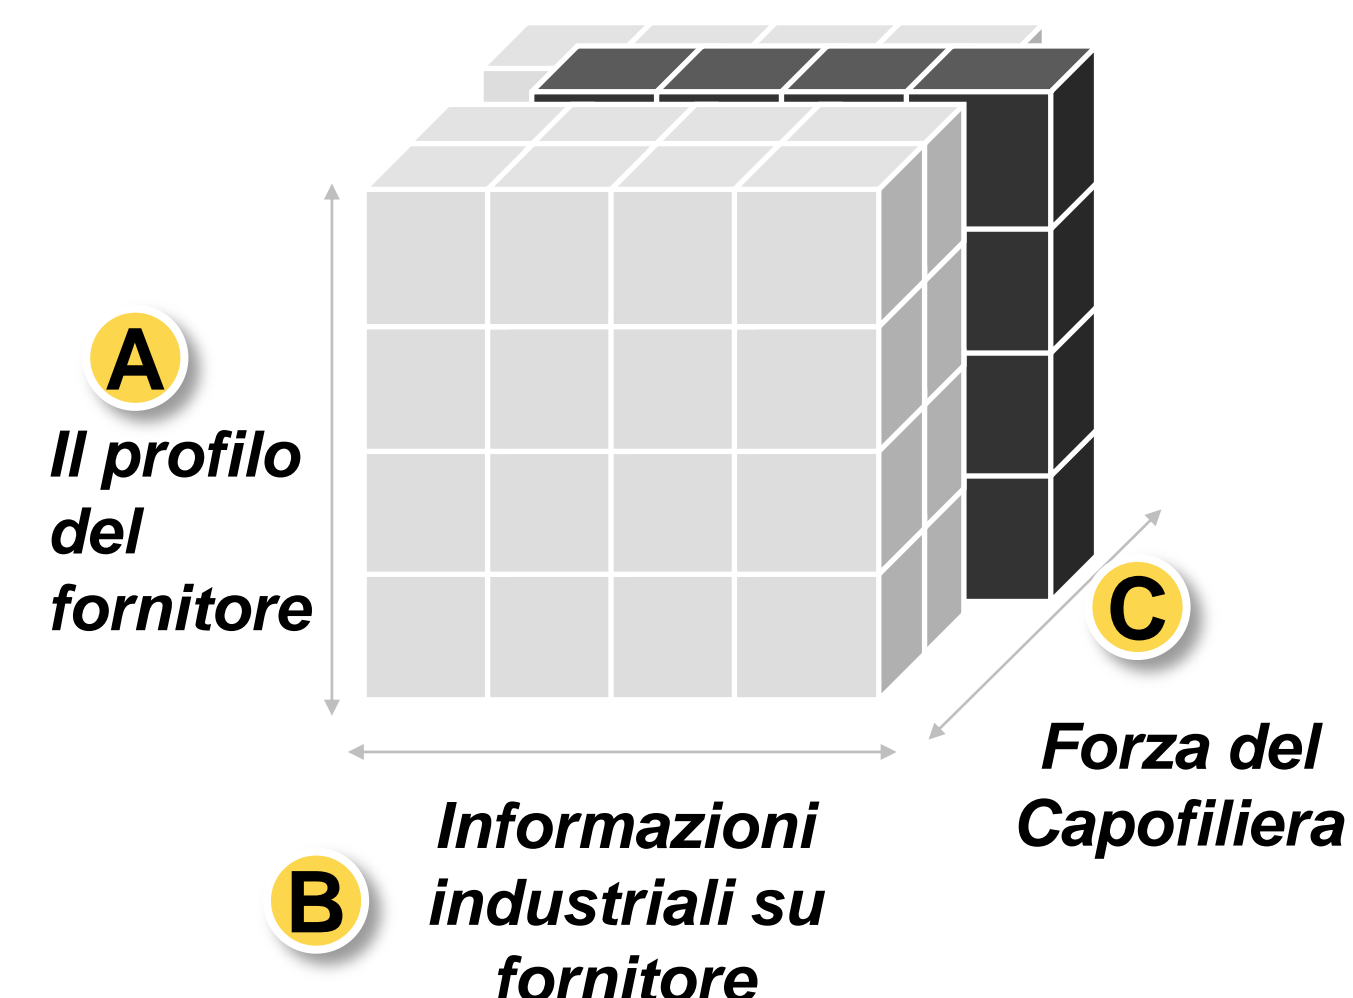 A
Il profilo
del
fornitore
C
Forza del
Capofiliera
B
Informazioni
industriali su
fornitore